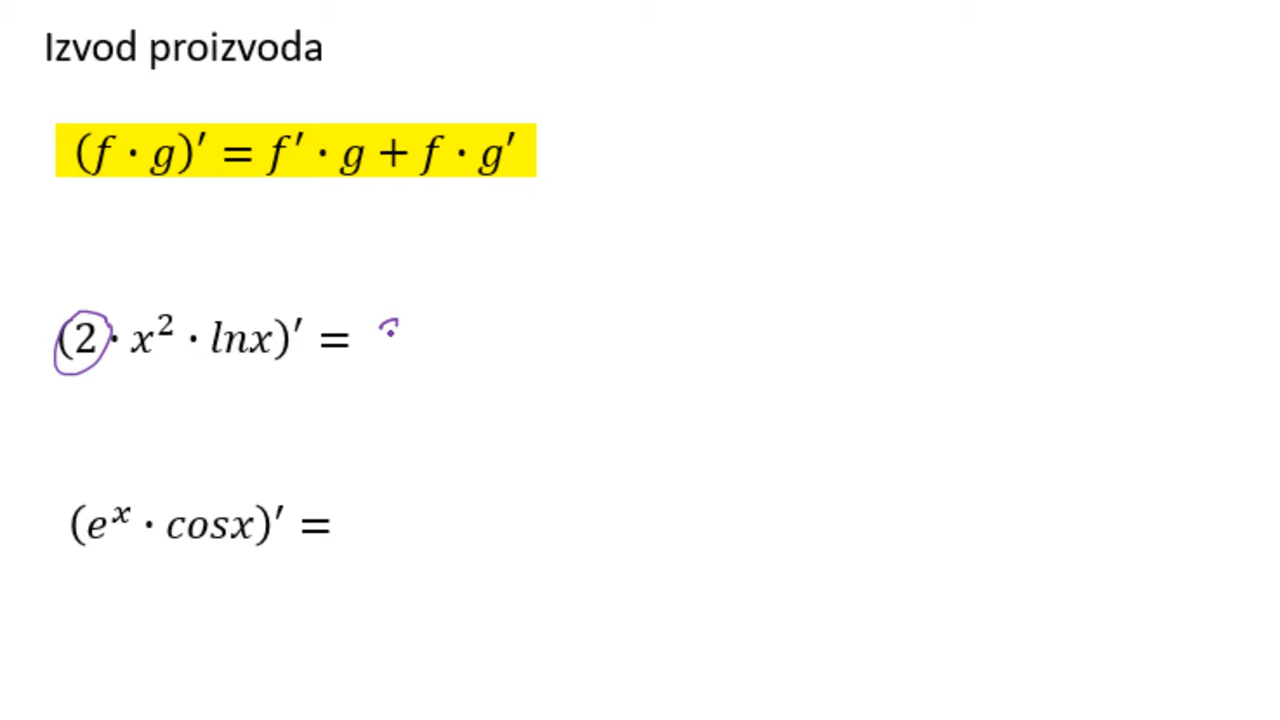 Izvod proizvoda
(f · g)′ = f′ · g + f · g′
(2 · x² · lnx)′ =
(eˣ · cosx)′ =